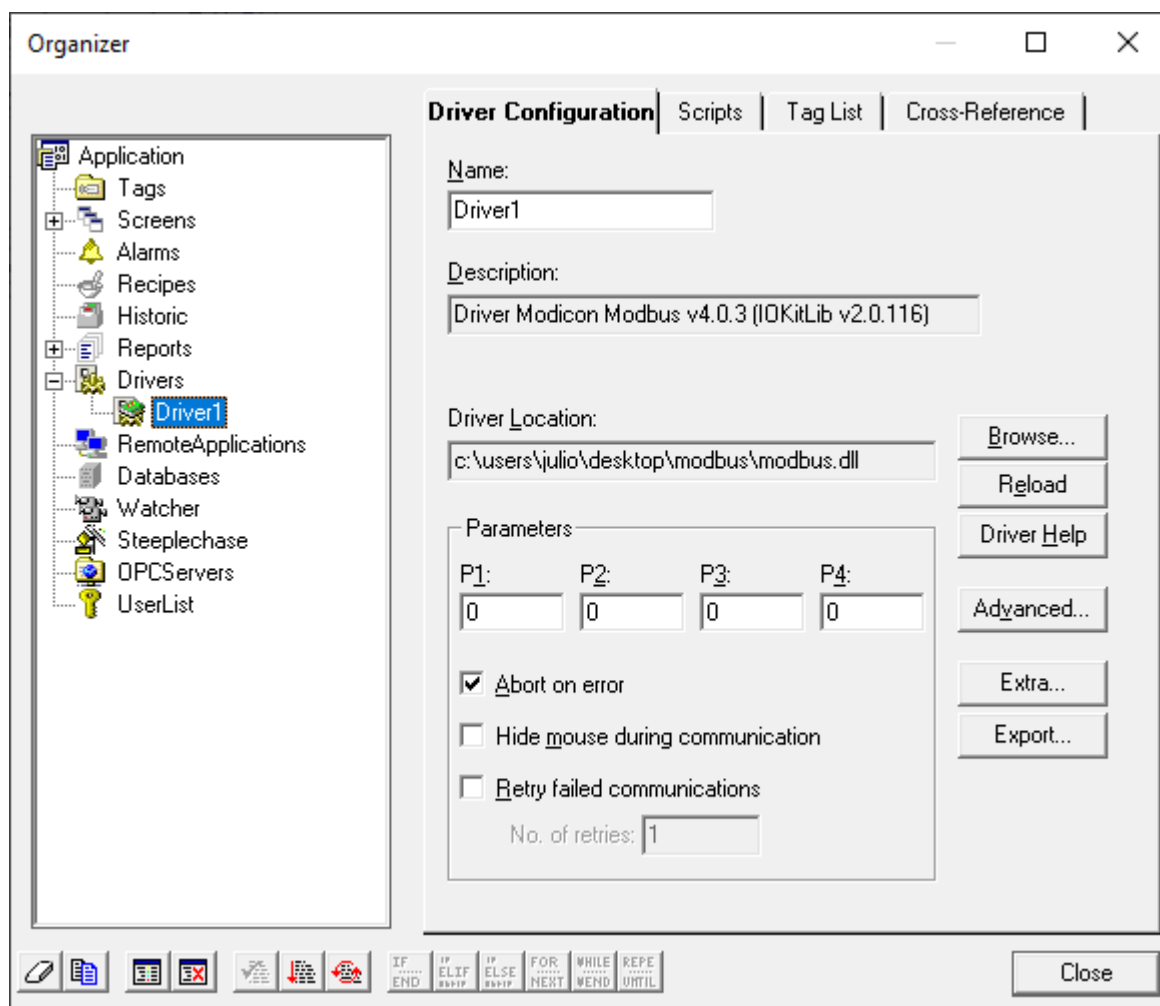 Organizer
Driver Configuration Scripts Tag List Cross-Reference
Application
Tags
Screens
Alarms
Recipes
Historic
Reports
Drivers
Driver1
RemoteApplications
Databases
Watcher
Steeplechase
OPCServers
UserList
Name:
Driver1
Description:
Driver Modicon Modbus v4.0.3 (IOKitLib v2.0.116)
Driver Location:
c:\users\julio\desktop\modbus\modbus.dll
Browse...
Reload
Driver Help
Parameters
P1: P2: P3: P4:
0 0 0 0
Advanced...
Abort on error
Hide mouse during communication
Retry failed communications
No. of retries: 1
Extra...
Export...
IF END
IF ELIF
IF ELSE
FOR NEXT
WHILE WEND
REPE UNTIL
Close